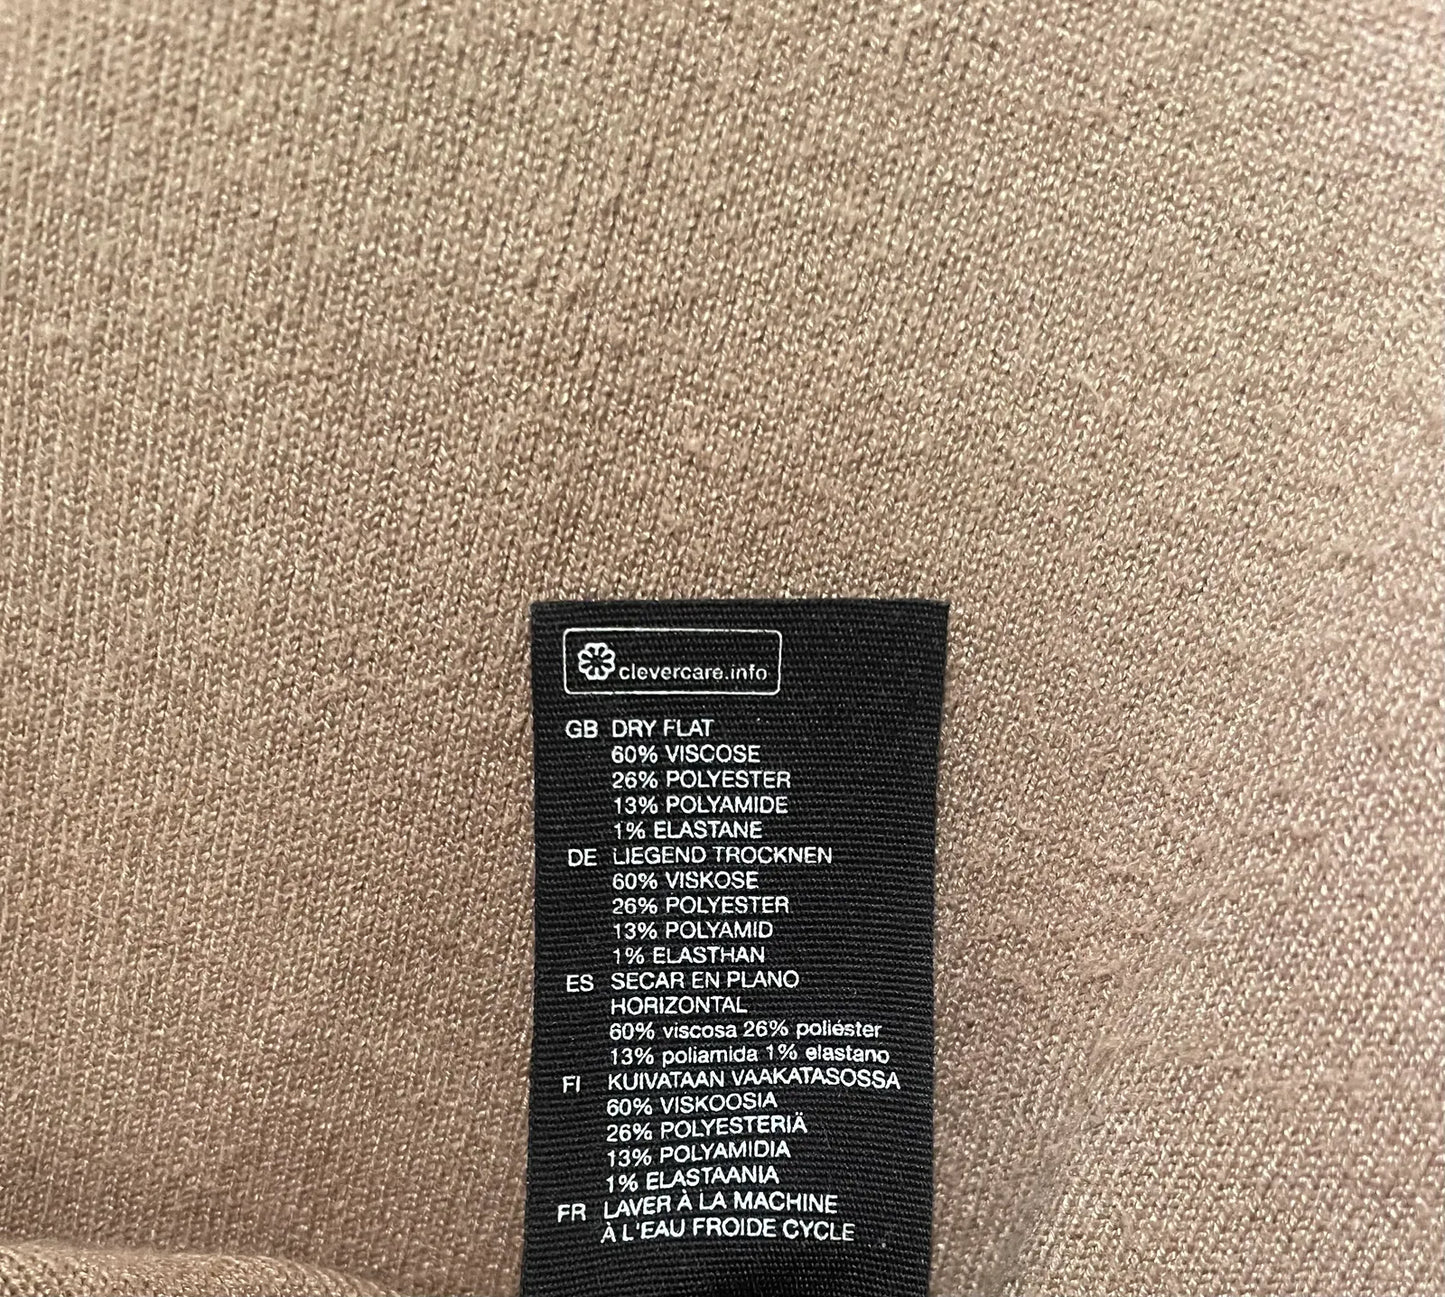 clevercare.info
GB DRY FLAT
60% VISCOSE
26% POLYESTER
13% POLYAMIDE
1% ELASTANE
DE LIEGEND TROCKNEN
60% VISKOSE
26% POLYESTER
13% POLYAMID
1% ELASTHAN
ES SECAR EN PLANO
HORIZONTAL
60% viscosa 26% poliéster
13% poliamida 1% elastano
FI KUIVATAAN VAAKATASOSSA
60% VISKOOSIA
26% POLYESTERIÄ
13% POLYAMIDIA
1% ELASTAANIA
FR LAVER À LA MACHINE
À L'EAU FROIDE CYCLE